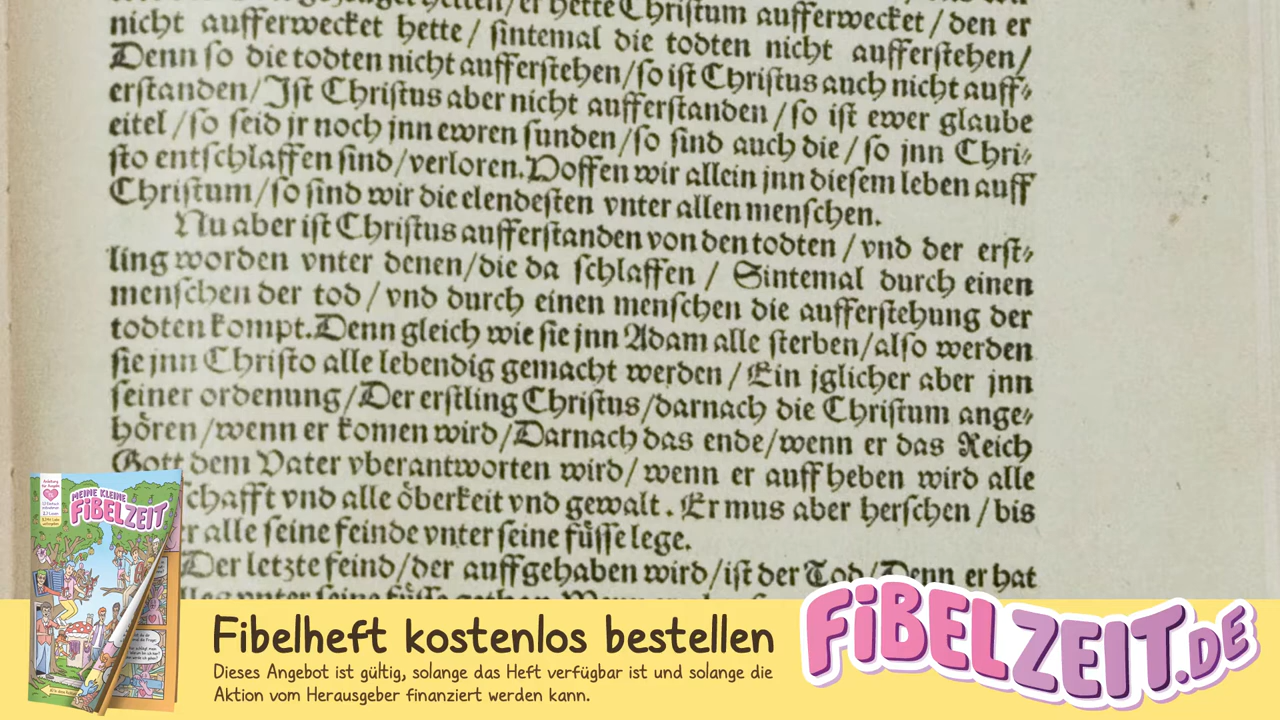 er hette Christum aufferwecket / den er
nicht aufferwecket hette / sintemal die todten nicht aufferstehen /
Denn so die todten nicht aufferstehen / so ist Christus auch nicht auff⸗
erstanden / Ist Christus aber nicht aufferstanden / so ist ewer glaube
eitel / so seid jr noch jnn ewren sunden / so sind auch die / so jnn Chri⸗
sto entschlaffen sind / verloren. Hoffen wir allein jnn diesem leben auff
Christum / so sind wir die elendesten vnter allen menschen.
Nu aber ist Christus aufferstanden von den todten / vnd der erst⸗
ling worden vnter denen / die da schlaffen / Sintemal durch einen
menschen der tod / vnd durch einen menschen die aufferstehung der
todten kompt. Denn gleich wie sie jnn Adam alle sterben / also werden
sie jnn Christo alle lebendig gemacht werden / Ein jglicher aber jnn
seiner ordenung / Der erstling Christus / darnach die Christum ange⸗
hören / wenn er komen wird / Darnach das ende / wenn er das Reich
Gott dem Vater vberantworten wird / wenn er auffheben wird alle
schafft vnd alle öberkeit vnd gewalt. Er mus aber herschen / bis
er alle seine feinde vnter seine füsse lege.
Der letzte feind / der auffgehaben wird / ist der Tod / Denn er hat
vnter seine füsse
MEINE KLEINE
FiBELZEiT
Fibelheft kostenlos bestellen
Dieses Angebot ist gültig, solange das Heft verfügbar ist und solange die
Aktion vom Herausgeber finanziert werden kann.
FiBELZEiT.DE